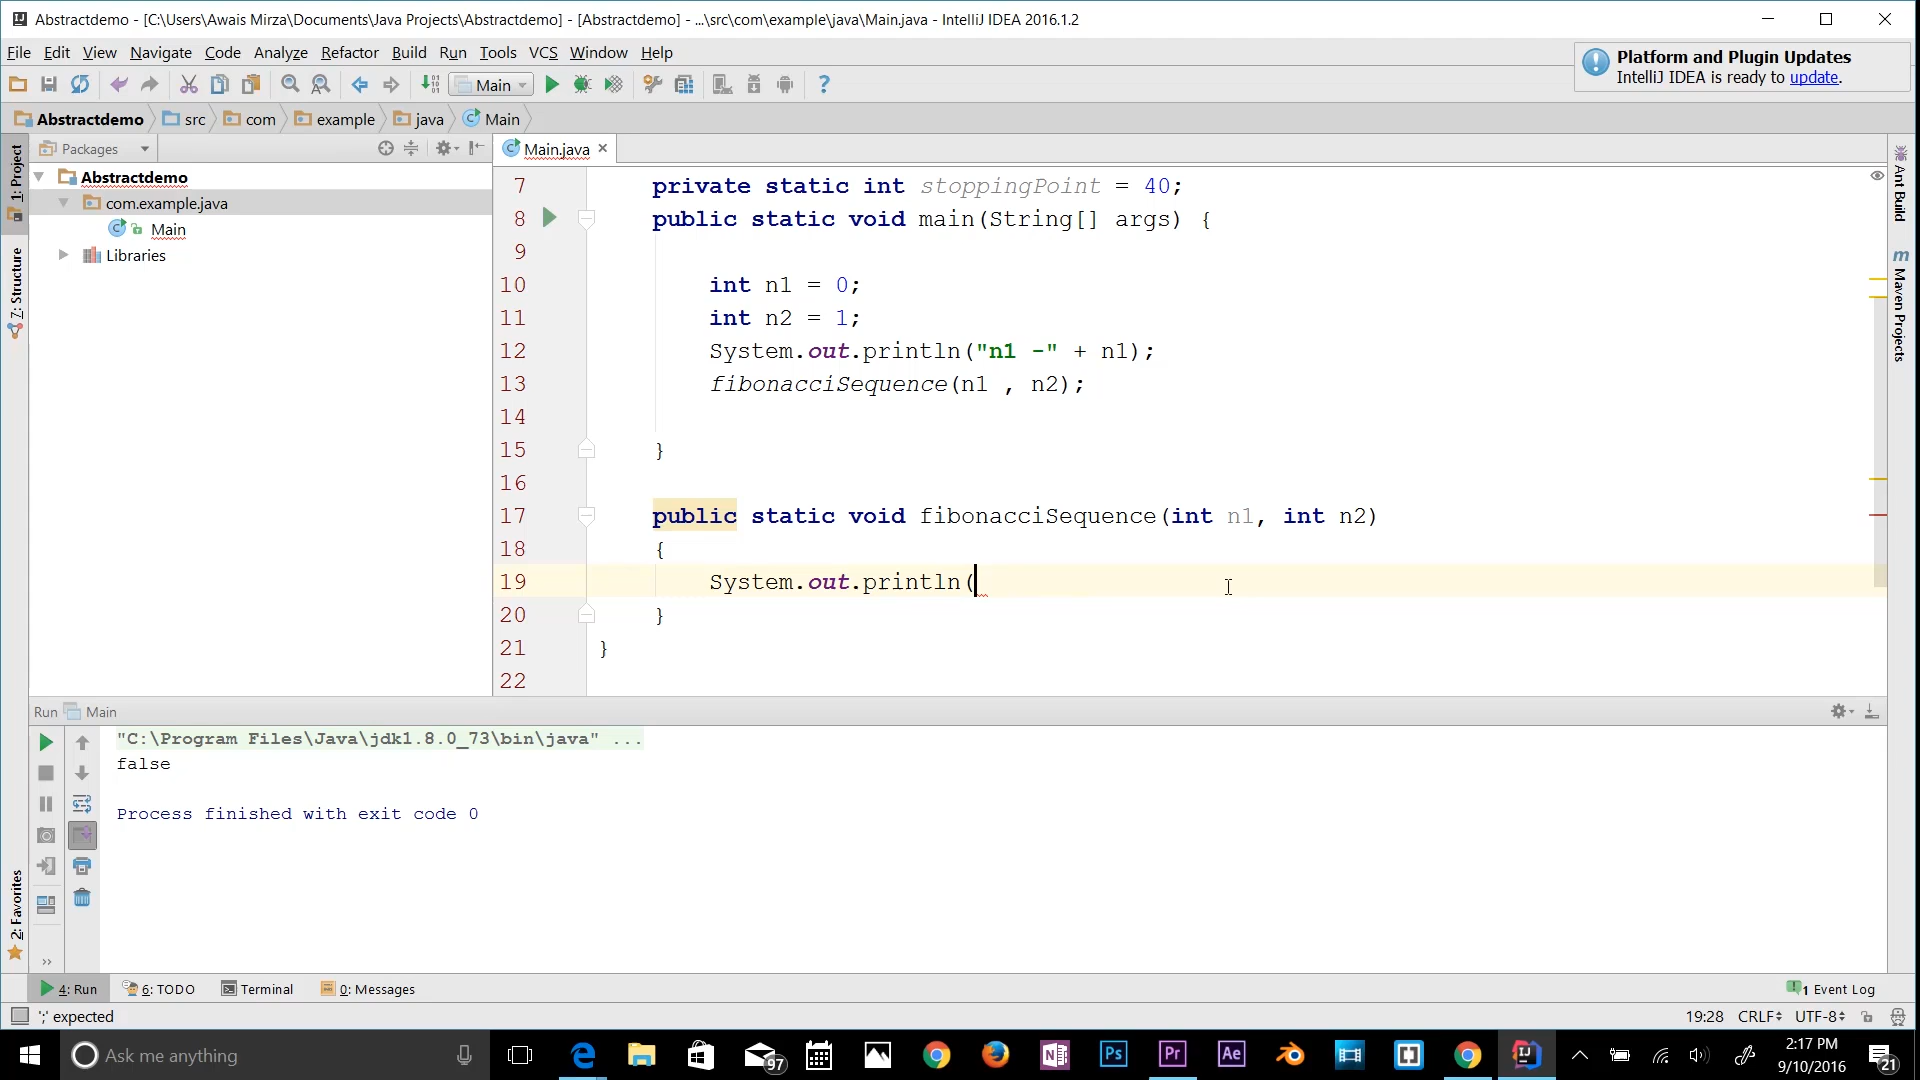 Abstractdemo - [C:\Users\Awais Mirza\Documents\Java Projects\Abstractdemo] - [Abstractdemo] - ...\src\com\example\java\Main.java - IntelliJ IDEA 2016.1.2
File Edit View Navigate Code Analyze Refactor Build Run Tools VCS Window Help
Platform and Plugin Updates
IntelliJ IDEA is ready to update.
Main
Abstractdemo src com example java Main
1: Project
7: Structure
2: Favorites
Packages
Abstractdemo
com.example.java
Main
Libraries
Main.java
7 private static int stoppingPoint = 40;
8 public static void main(String[] args) {
9
10 int n1 = 0;
11 int n2 = 1;
12 System.out.println("n1 -" + n1);
13 fibonacciSequence(n1 , n2);
14
15 }
16
17 public static void fibonacciSequence(int n1, int n2)
18 {
19 System.out.println(
20 }
21 }
22
Ant Build
m Maven Projects
Run Main
"C:\Program Files\Java\jdk1.8.0_73\bin\java" ...
false
Process finished with exit code 0
4: Run 6: TODO Terminal 0: Messages
1 Event Log
';' expected
19:28 CRLF UTF-8
Ask me anything
97
Ps
Pr
Ae
2:17 PM
9/10/2016
21